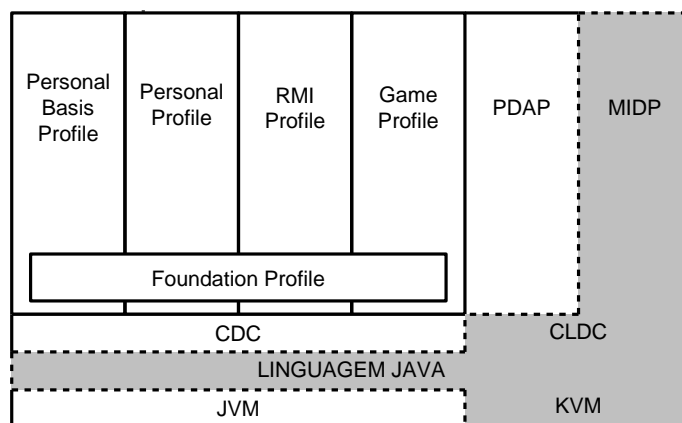 Personal
Basis
Profile
Personal
Profile
RMI
Profile
Game
Profile
PDAP
MIDP
Foundation Profile
CDC
CLDC
LINGUAGEM JAVA
JVM
KVM